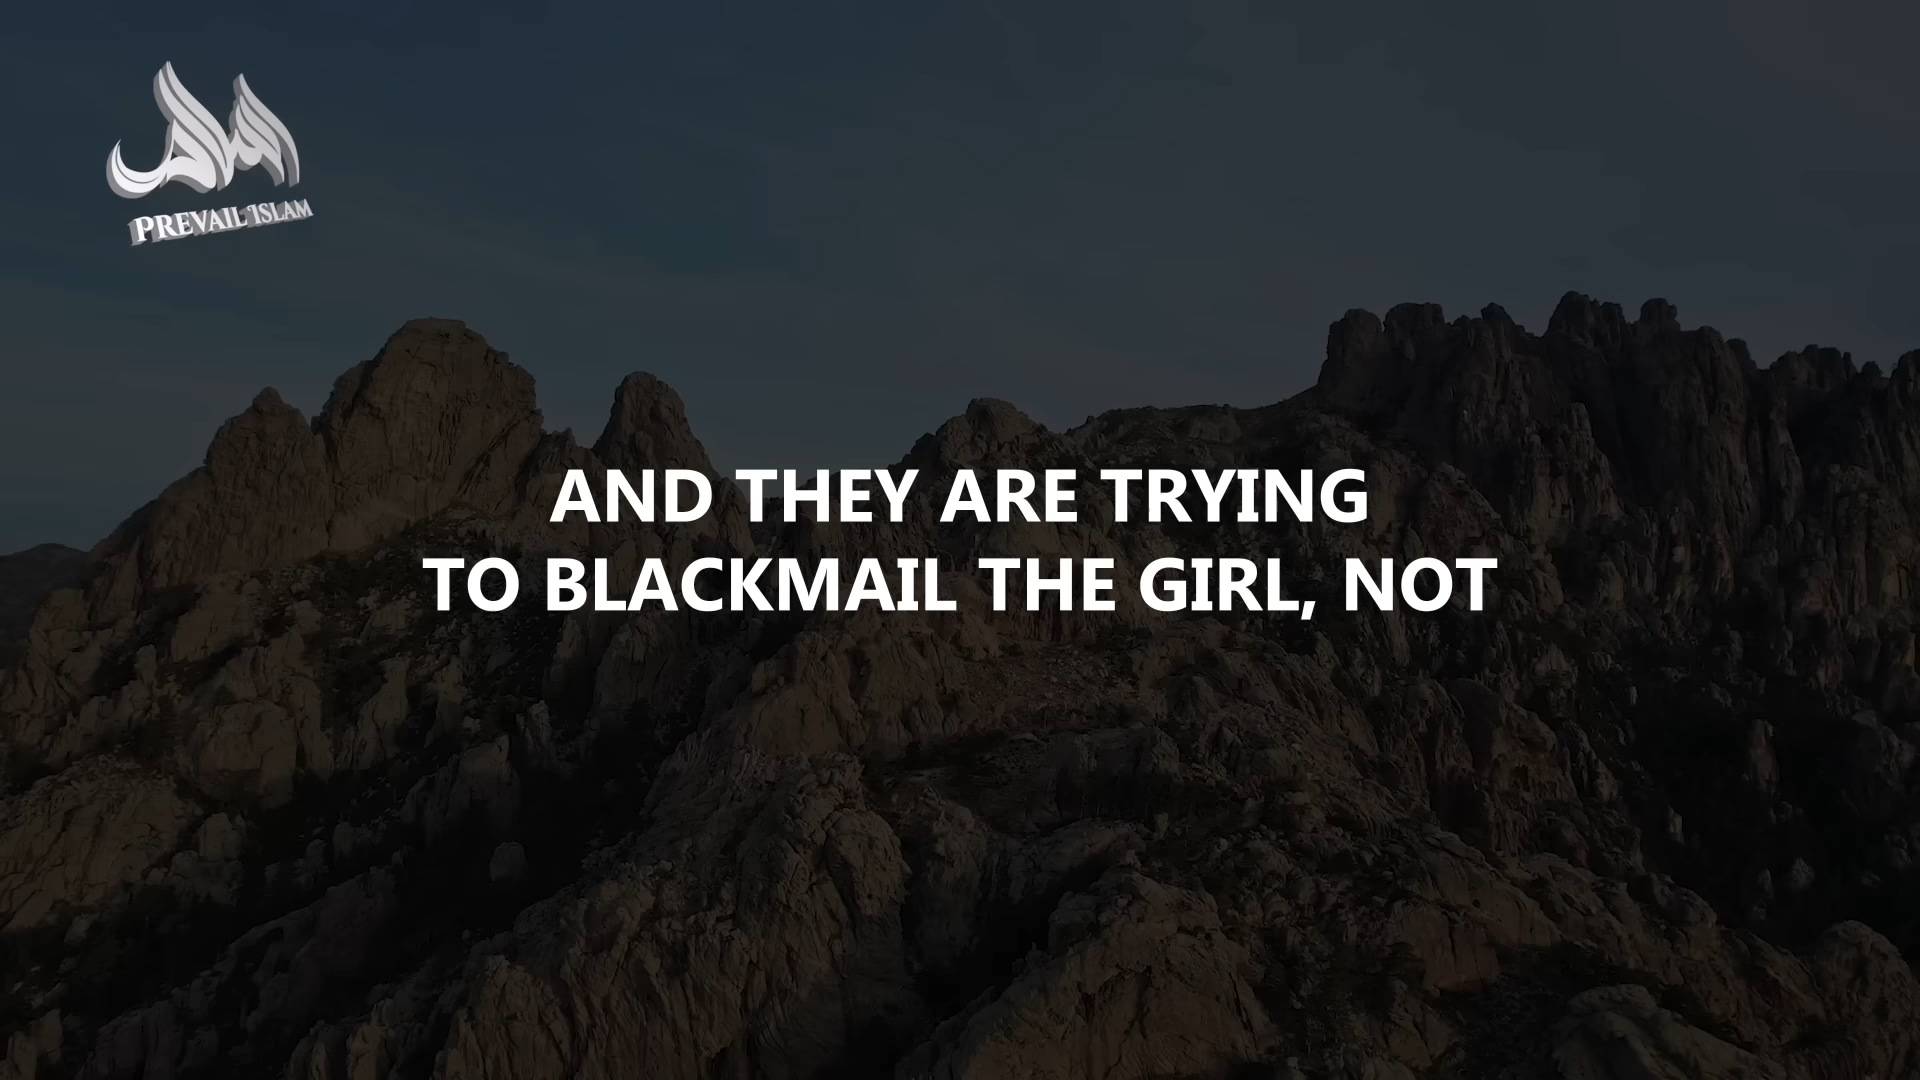 PREVAIL ISLAM
AND THEY ARE TRYING
TO BLACKMAIL THE GIRL, NOT